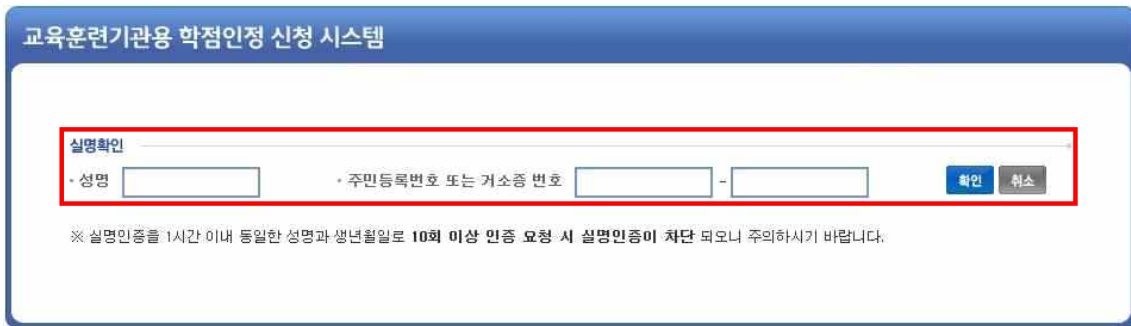 교육훈련기관용 학점인정 신청 시스템
실명확인
· 성명 · 주민등록번호 또는 거소증 번호 - 확인 취소
※ 실명인증을 1시간 이내 동일한 성명과 생년월일로 10회 이상 인증 요청 시 실명인증이 차단 되오니 주의하시기 바랍니다.